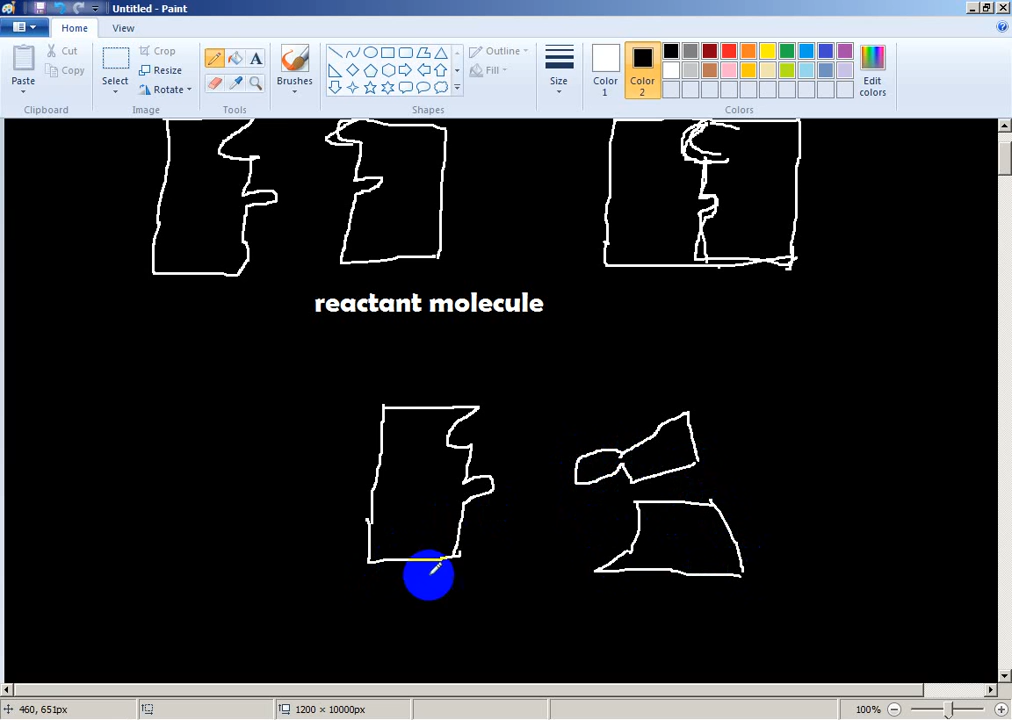 Untitled - Paint
Home View
Paste
Cut
Copy
Clipboard
Select
Crop
Resize
Rotate
Image
A
Tools
Brushes
Shapes
Outline
Fill
Size
Color 1
Color 2
Edit colors
Colors
reactant molecule
460, 651px
1200 × 10000px
100%